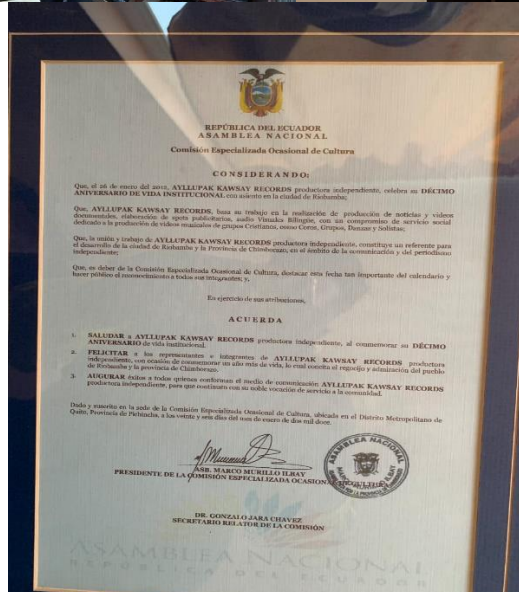 REPÚBLICA DEL ECUADOR
ASAMBLEA NACIONAL
Comisión Especializada Ocasional de Cultura
CONSIDERANDO:
Que, el 26 de enero del 2012, AYLLUPAK KAWSAY RECORDS productora independiente, celebra su DÉCIMO
ANIVERSARIO DE VIDA INSTITUCIONAL con asiento en la ciudad de Riobamba;
Que, AYLLUPAK KAWSAY RECORDS, basa su trabajo en la realización de producción de noticias y videos
documentales, elaboración de spots publicitarios, audio Visuales Bilingüe, con un compromiso de servicio social
dedicado a la producción de videos musicales de grupos Cristianos, como Coros, Grupos, Danzas y Solistas;
Que, la unión y trabajo de AYLLUPAK KAWSAY RECORDS productora independiente, constituye un referente para
el desarrollo de la ciudad de Riobamba y la Provincia de Chimborazo, en el ámbito de la comunicación y del periodismo
independiente;
Que, es deber de la Comisión Especializada Ocasional de Cultura, destacar esta fecha tan importante del calendario y
hacer público el reconocimiento a todos sus integrantes; y,
En ejercicio de sus atribuciones,
ACUERDA
1. SALUDAR a AYLLUPAK KAWSAY RECORDS productora independiente, al conmemorar su DÉCIMO
ANIVERSARIO de vida institucional.
2. FELICITAR a los representantes e integrantes de AYLLUPAK KAWSAY RECORDS productora
independiente, con ocasión de conmemorar un año más de vida, lo cual concita el regocijo y admiración del pueblo
de Riobamba y la provincia de Chimborazo.
3. AUGURAR éxitos a todos quienes conforman el medio de comunicación AYLLUPAK KAWSAY RECORDS
productora independiente, para que continúen con su noble vocación de servicio a la comunidad.
Dado y suscrito en la sede de la Comisión Especializada Ocasional de Cultura, ubicada en el Distrito Metropolitano de
Quito, Provincia de Pichincha, a los veinte y seis días del mes de enero de dos mil doce.
ASAMBLEA NACIONAL
ASB. MARCO MURILLO ILBAY
PRESIDENTE DE LA COMISIÓN ESPECIALIZADA OCASIONAL
DR. GONZALO JARA CHAVEZ
SECRETARIO RELATOR DE LA COMISIÓN
ASAMBLEA NACIONAL
REPÚBLICA DEL ECUADOR